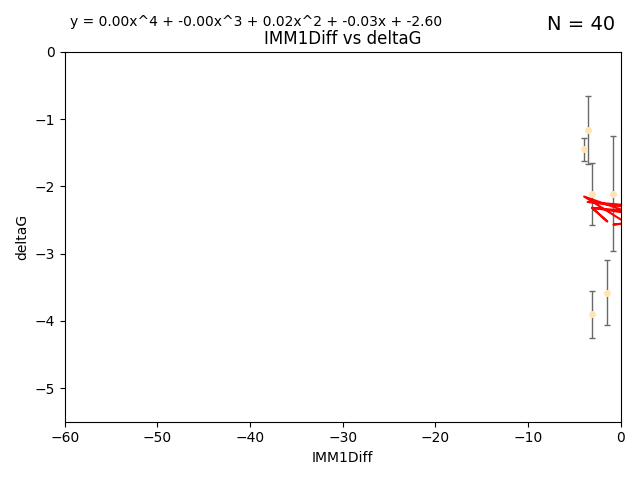 y = 0.00x^4 + -0.00x^3 + 0.02x^2 + -0.03x + -2.60
N = 40
IMM1Diff vs deltaG
0
−1
−2
−3
−4
−5
deltaG
−60 −50 −40 −30 −20 −10 0
IMM1Diff